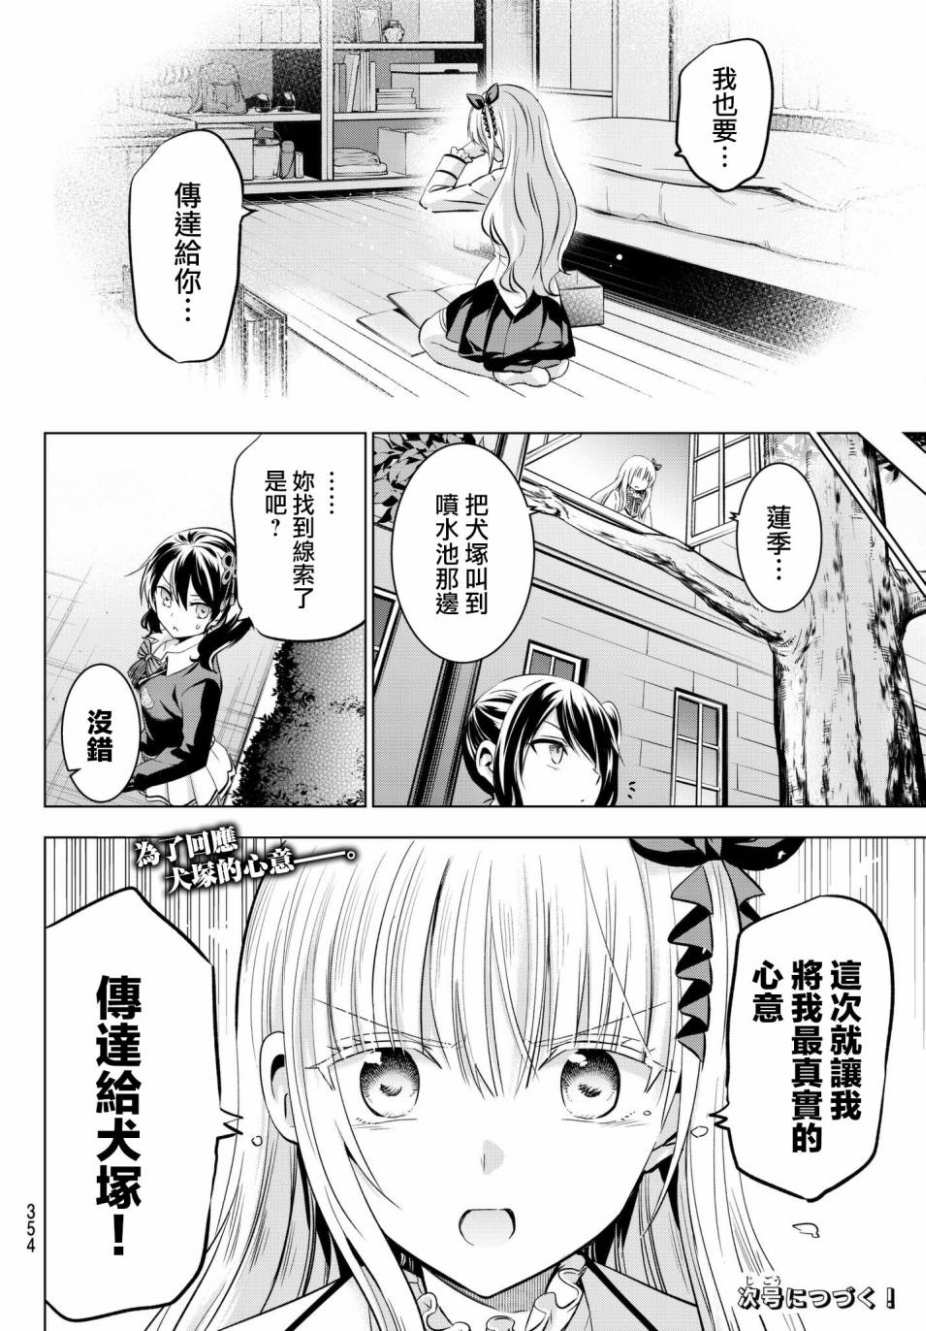 我也要…
傳達給你…
蓮季…
把犬塚叫到
噴水池那邊
……
妳找到線索了
是吧?
沒錯
為了回應
犬塚的心意──。
這次就讓我
將我最真實的
心意
傳達給犬塚!
じごう
次号につづく!
354